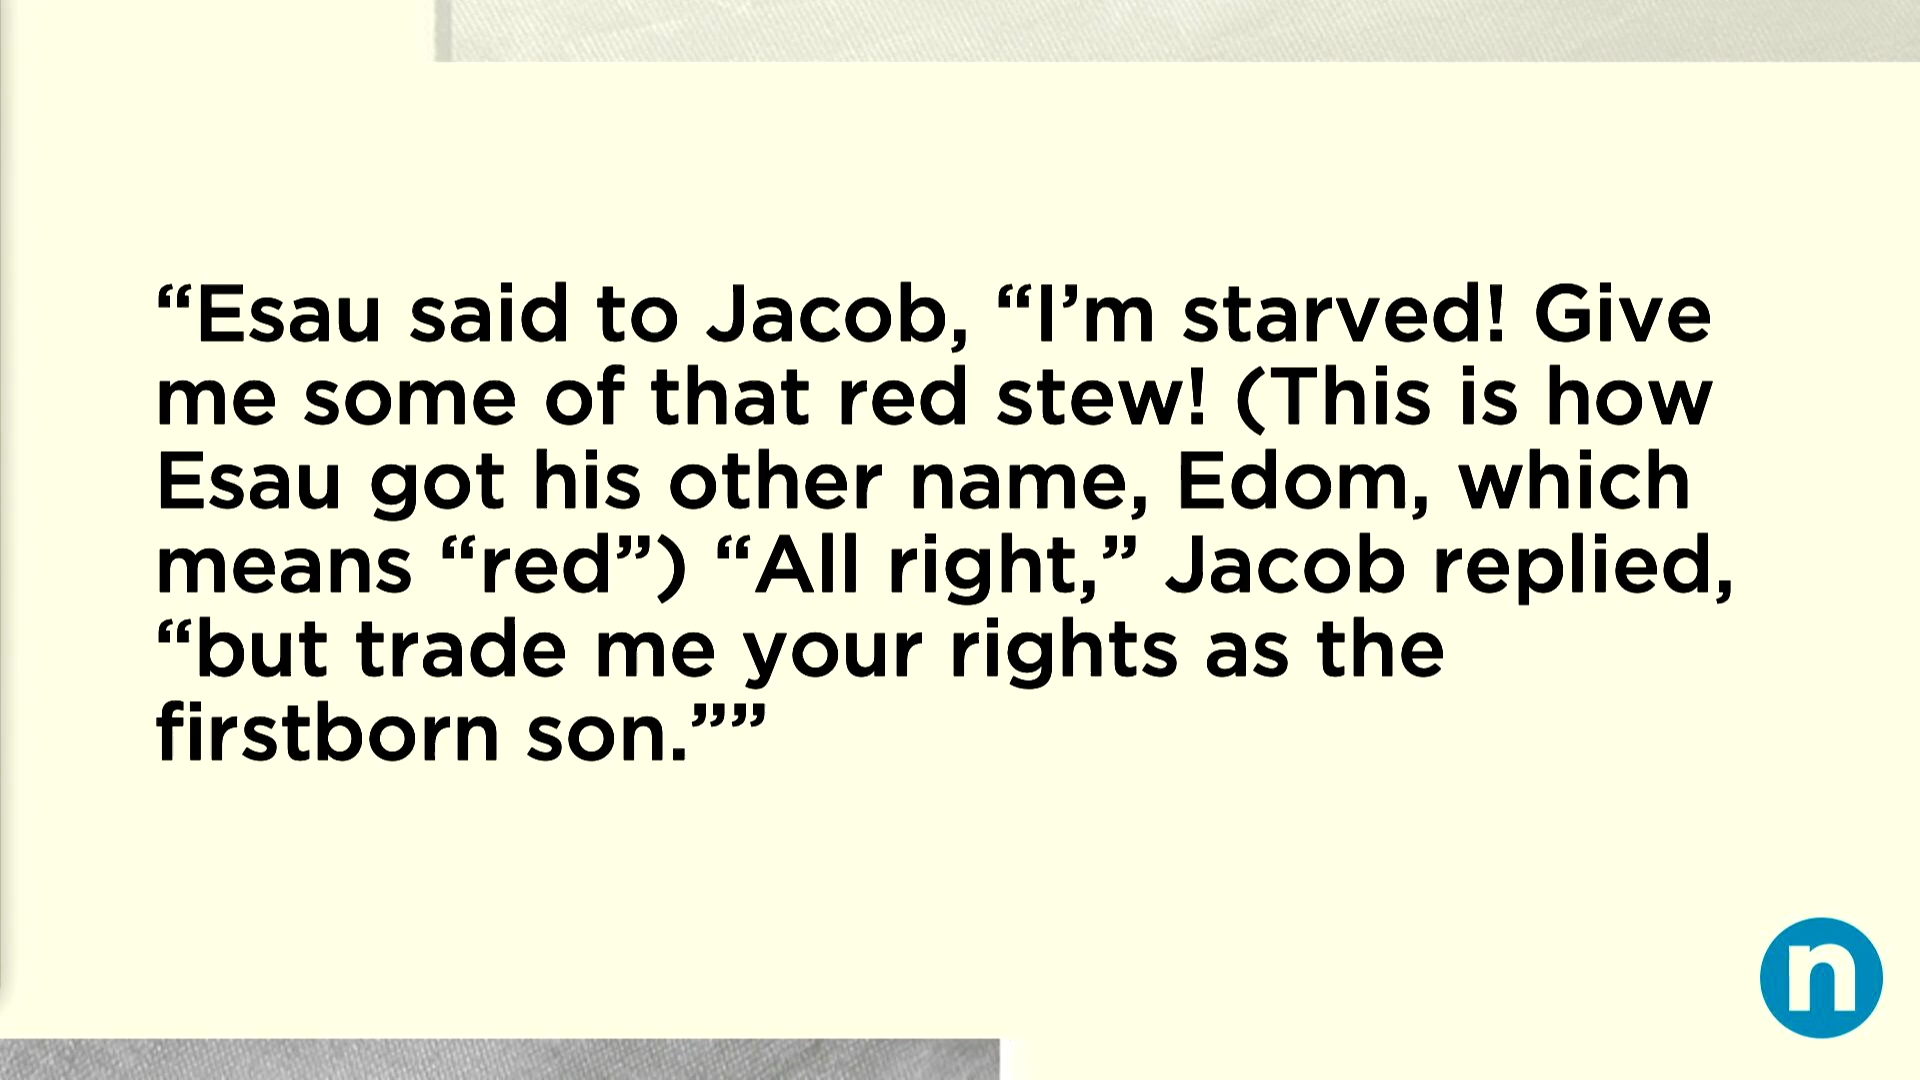 “Esau said to Jacob, “I’m starved! Give
me some of that red stew! (This is how
Esau got his other name, Edom, which
means “red”) “All right,” Jacob replied,
“but trade me your rights as the
firstborn son.””
n